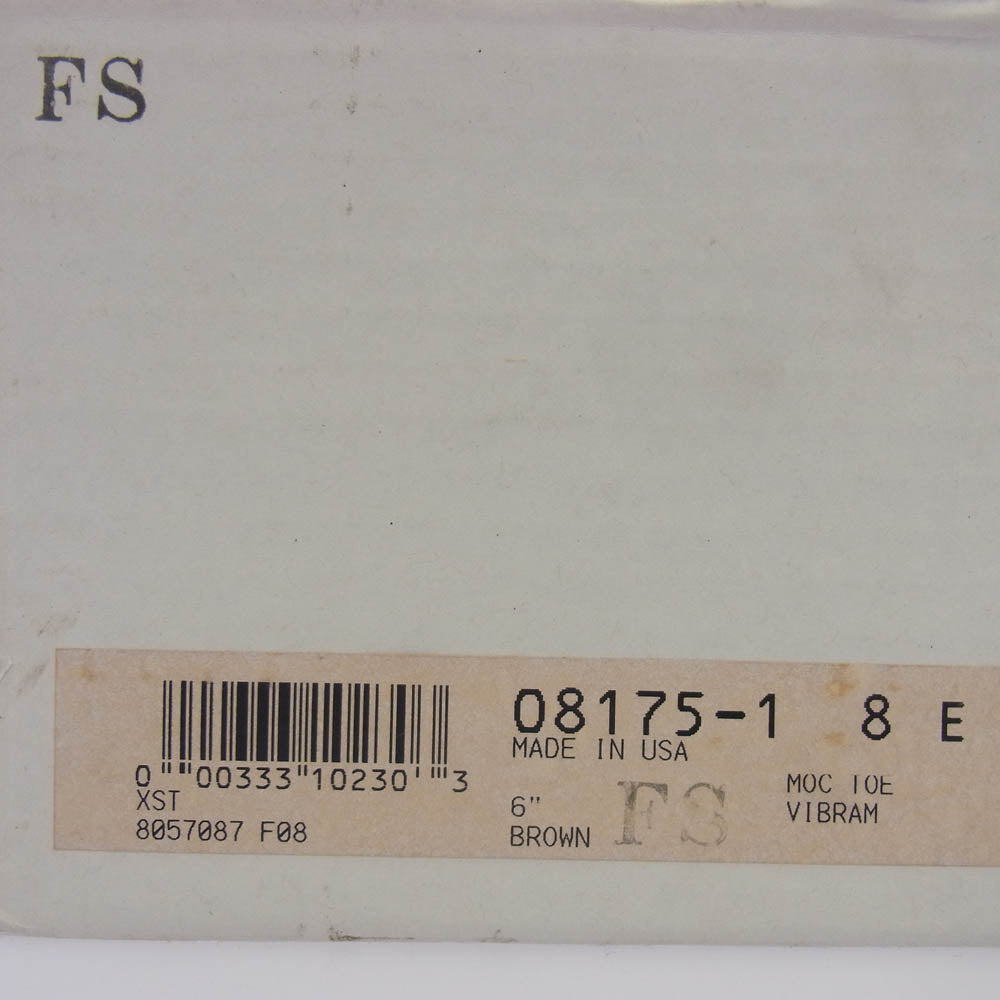 FS
0 00333 10230 3
XST
8057087 F08
08175-1 8 E
MADE IN USA
6"
BROWN
FS
MOC TOE
VIBRAM